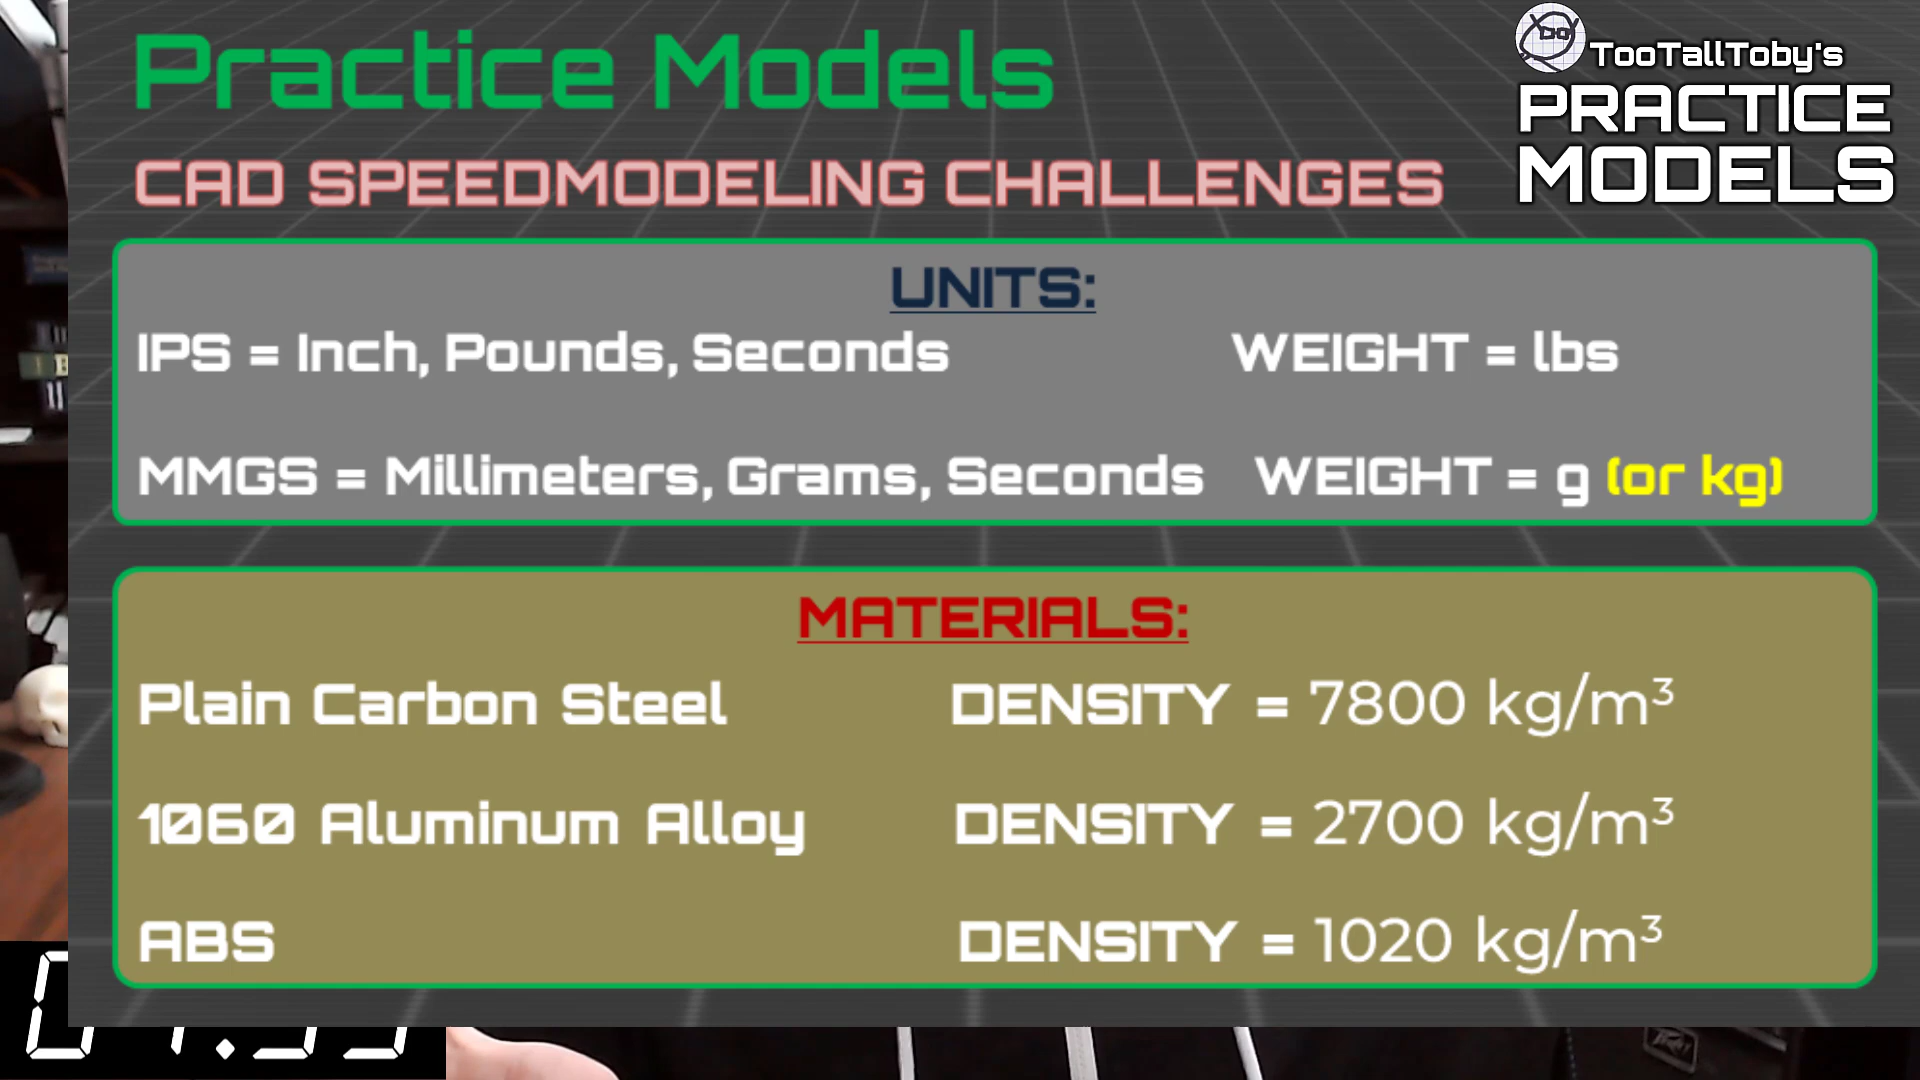 Practice Models
CAD SPEEDMODELING CHALLENGES
TooTallToby's
PRACTICE
MODELS
UNITS:
IPS = Inch, Pounds, Seconds WEIGHT = lbs
MMGS = Millimeters, Grams, Seconds WEIGHT = g (or kg)
MATERIALS:
Plain Carbon Steel DENSITY = 7800 kg/m³
1060 Aluminum Alloy DENSITY = 2700 kg/m³
ABS DENSITY = 1020 kg/m³